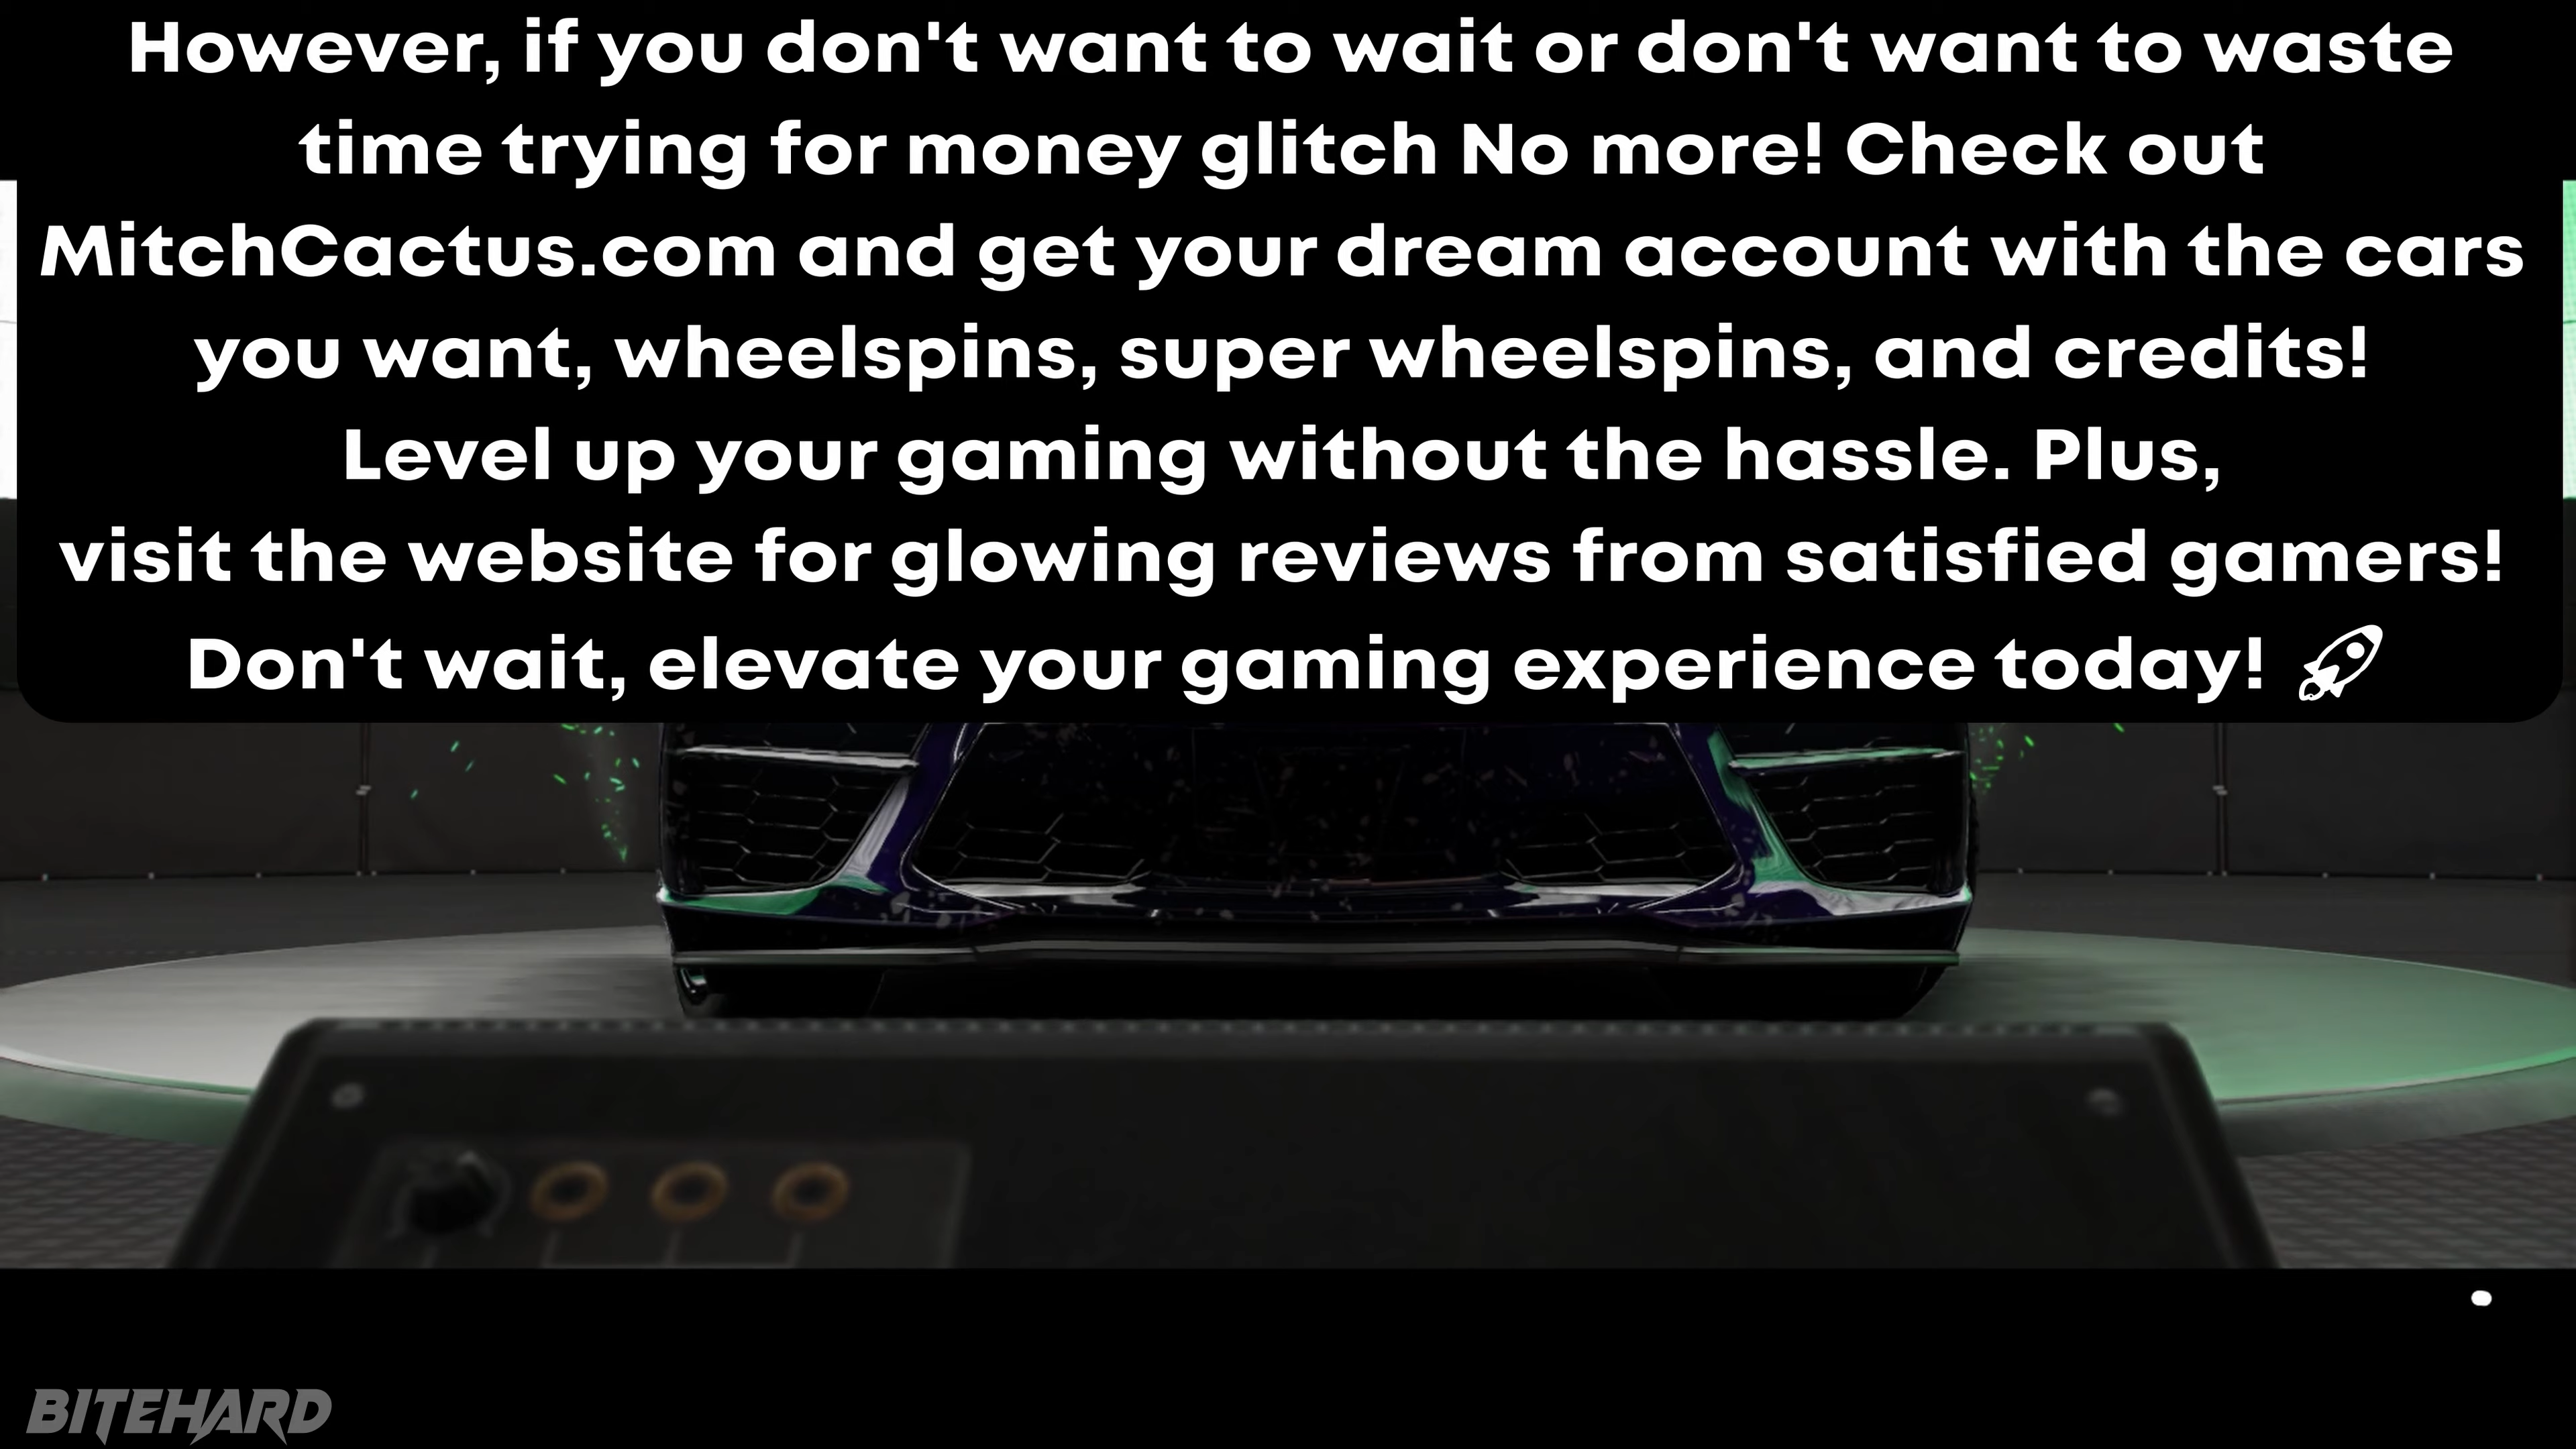 However, if you don't want to wait or don't want to waste
time trying for money glitch No more! Check out
MitchCactus.com and get your dream account with the cars
you want, wheelspins, super wheelspins, and credits!
Level up your gaming without the hassle. Plus,
visit the website for glowing reviews from satisfied gamers!
Don't wait, elevate your gaming experience today! 🚀
BITEHARD